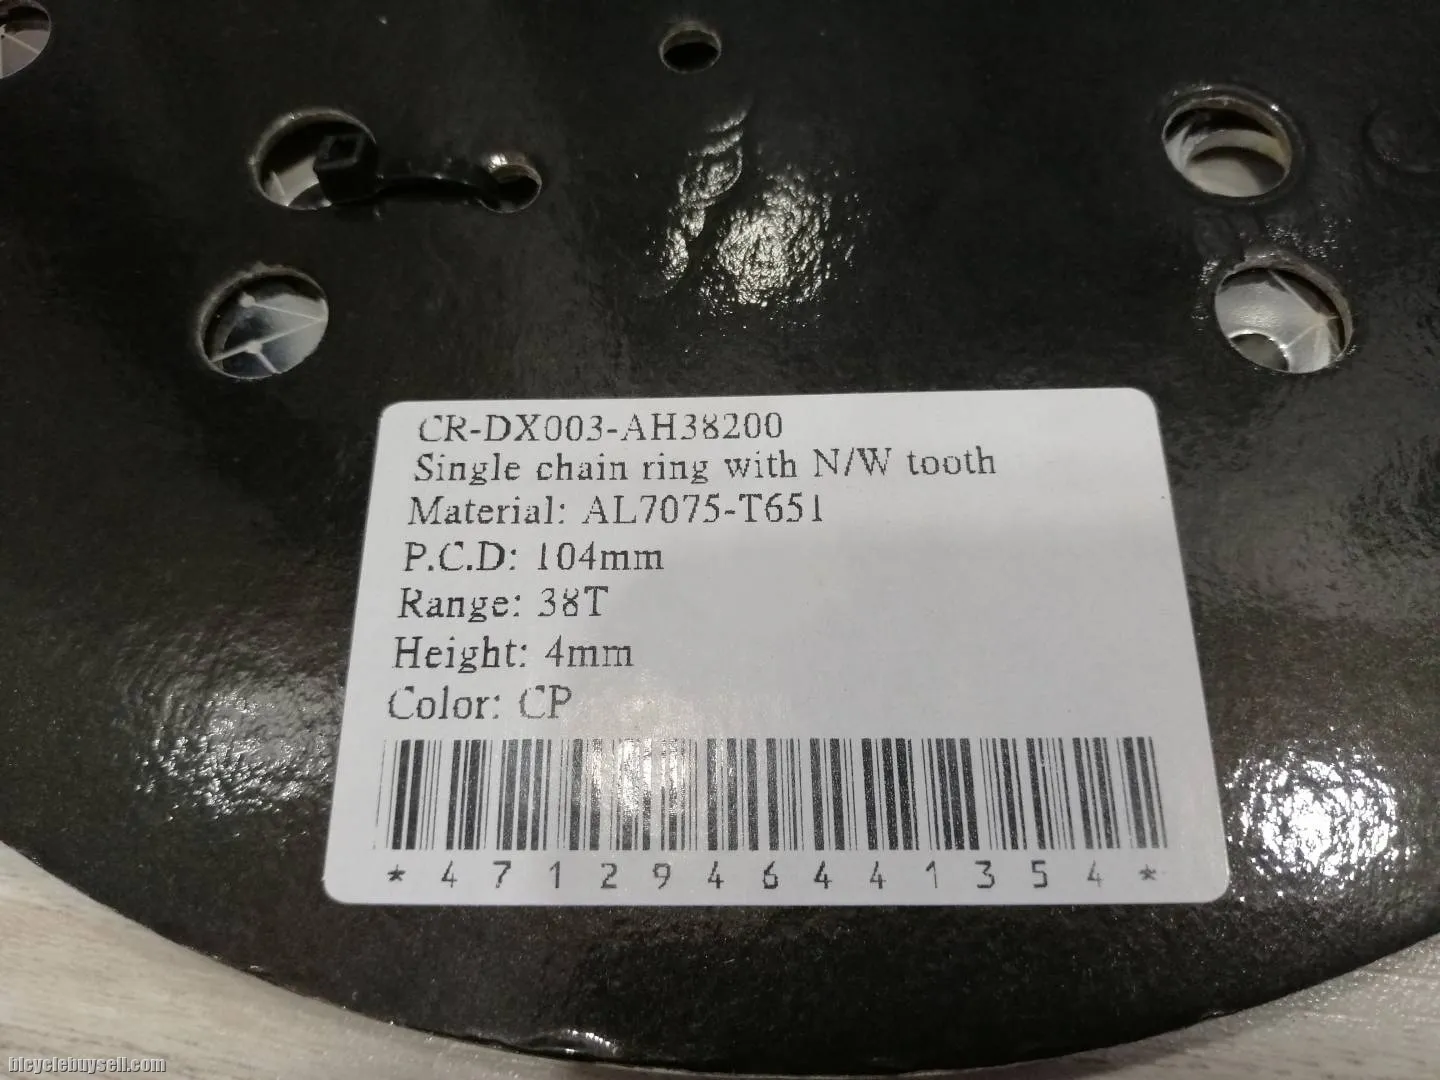 CR-DX003-AH38200
Single chain ring with N/W tooth
Material: AL7075-T651
P.C.D: 104mm
Range: 38T
Height: 4mm
Color: CP
*4712946441354*
bicyclebuysell.com